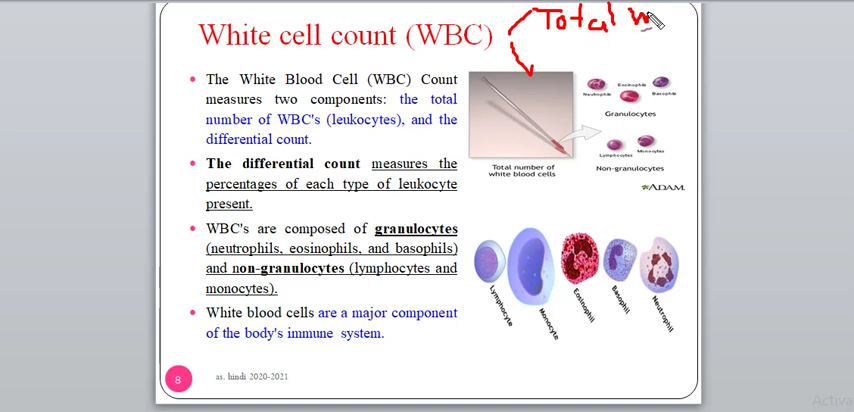 White cell count (WBC)
Total
• The White Blood Cell (WBC) Count
measures two components: the total
number of WBC's (leukocytes), and the
differential count.
• The differential count measures the
percentages of each type of leukocyte
present.
• WBC's are composed of granulocytes
(neutrophils, eosinophils, and basophils)
and non-granulocytes (lymphocytes and
monocytes).
• White blood cells are a major component
of the body's immune system.
Total number of
white blood cells
Neutrophils
Eosinophils
Basophils
Granulocytes
Lymphocytes
Monocytes
Non-granulocytes
ADAM.
Lymphocyte
Monocyte
Eosinophil
Basophil
Neutrophil
8
as. hindi 2020-2021
Activa